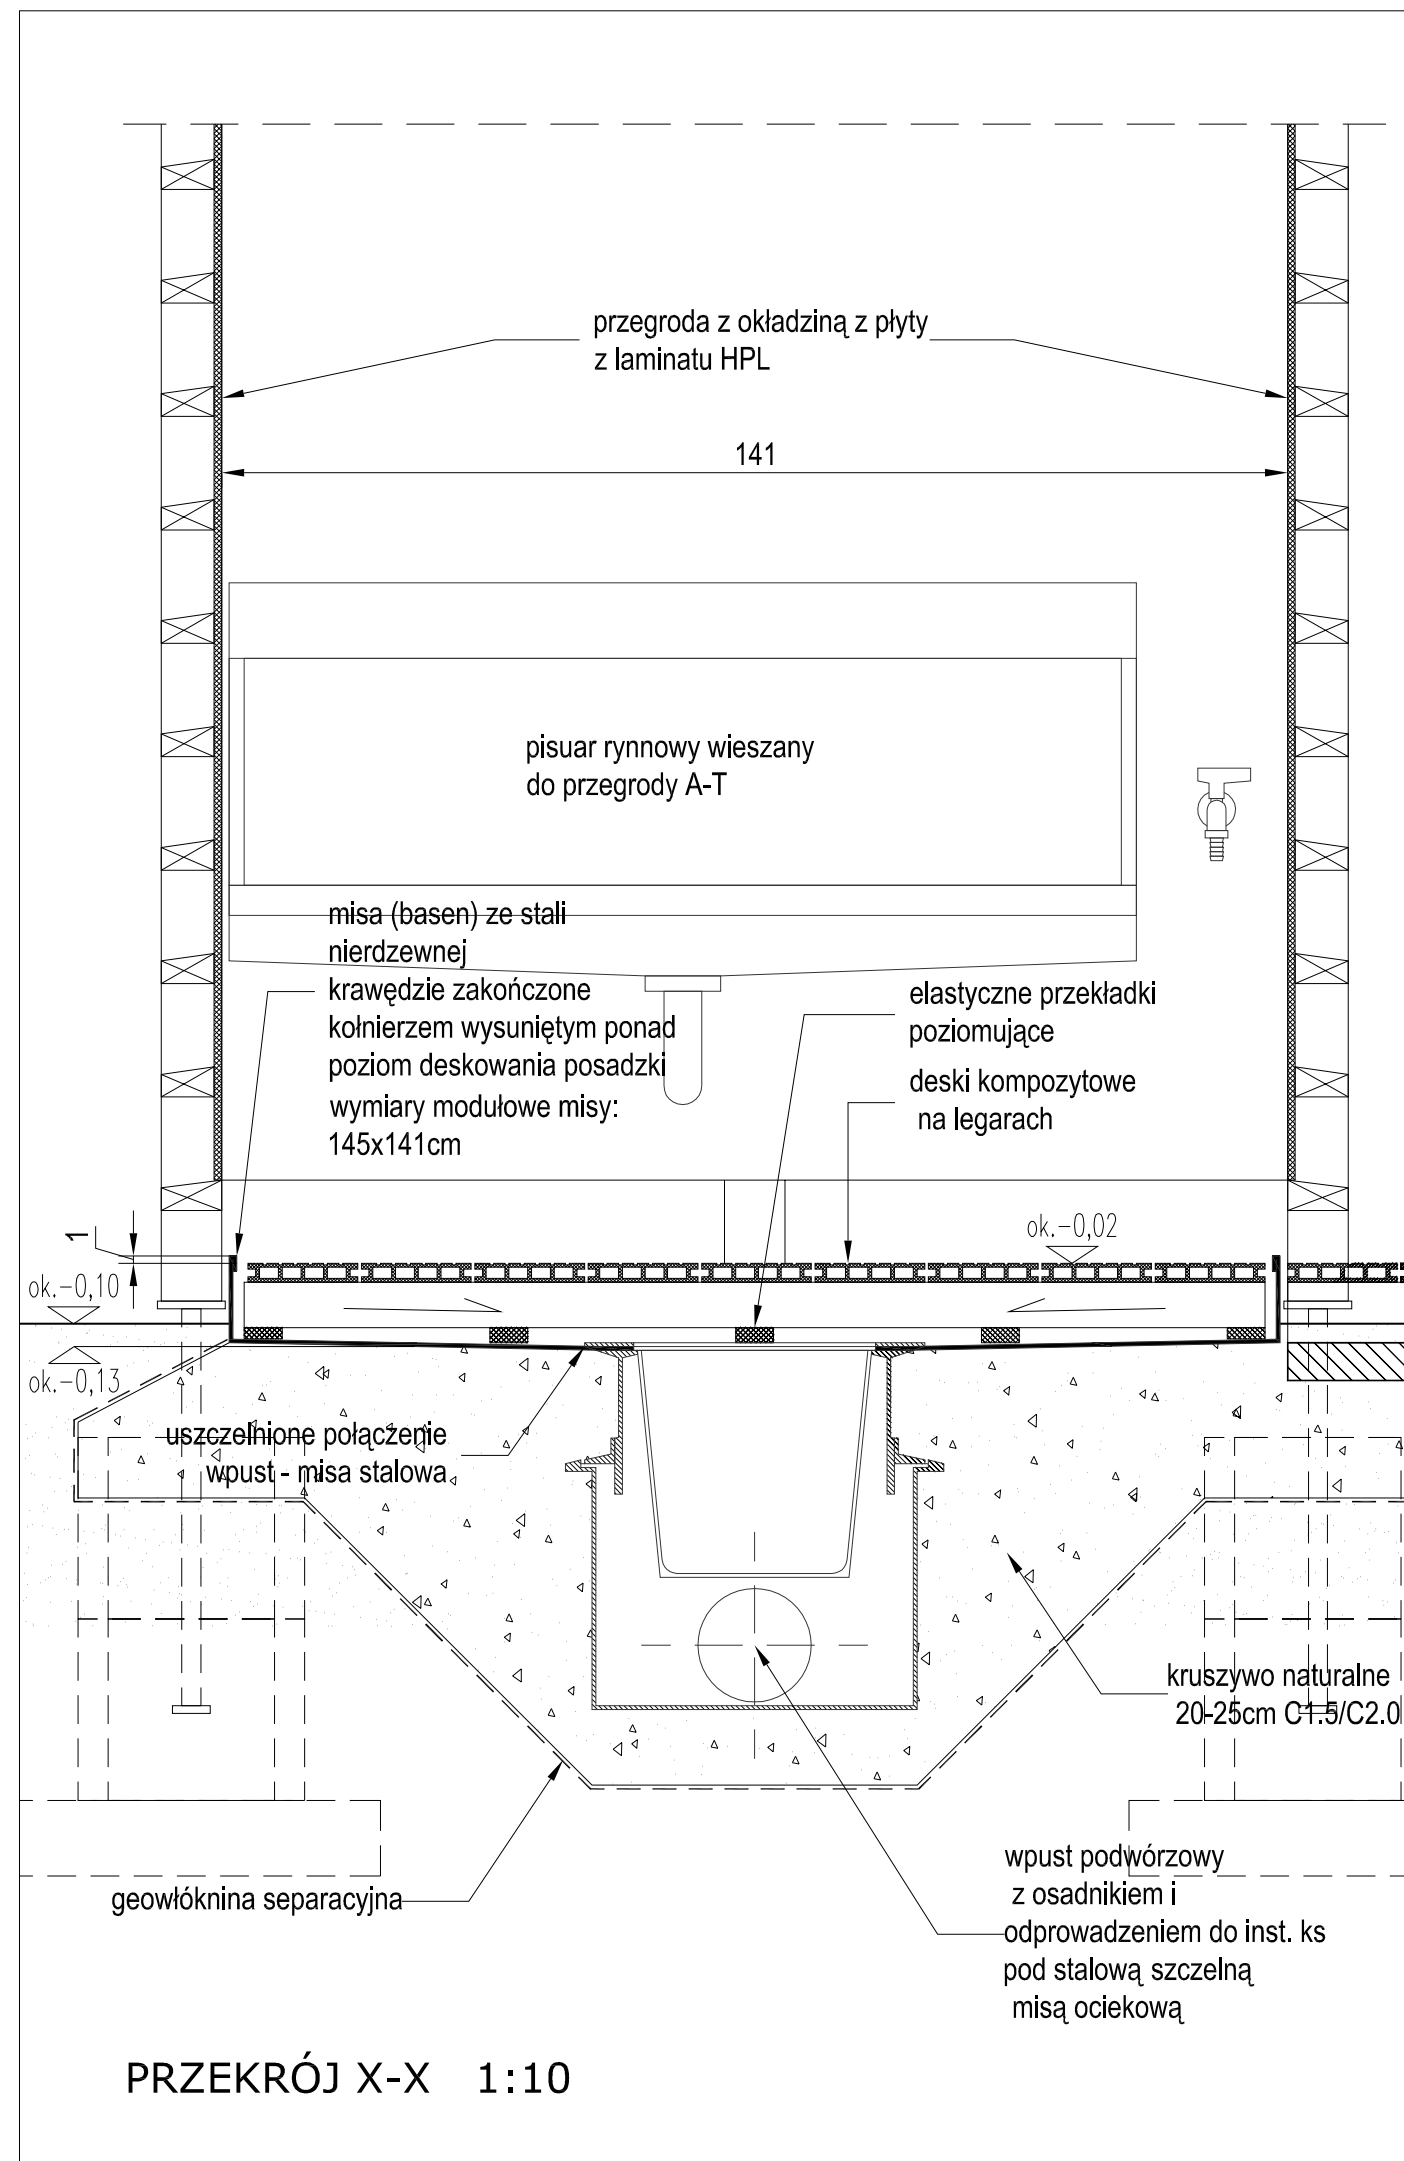 przegroda z okładziną z płyty
z laminatu HPL
141
pisuar rynnowy wieszany
do przegrody A-T
misa (basen) ze stali
nierdzewnej
krawędzie zakończone
kołnierzem wysuniętym ponad
poziom deskowania posadzki
wymiary modułowe misy:
145x141cm
elastyczne przekładki
poziomujące
deski kompozytowe
na legarach
1
ok.-0,02
ok.-0,10
ok.-0,13
uszczelnione połączenie
wpust - misa stalowa
kruszywo naturalne
20-25cm C1.5/C2.0
geowłóknina separacyjna
wpust podwórzowy
z osadnikiem i
odprowadzeniem do inst. ks
pod stalową szczelną
misą ociekową
PRZEKRÓJ X-X 1:10